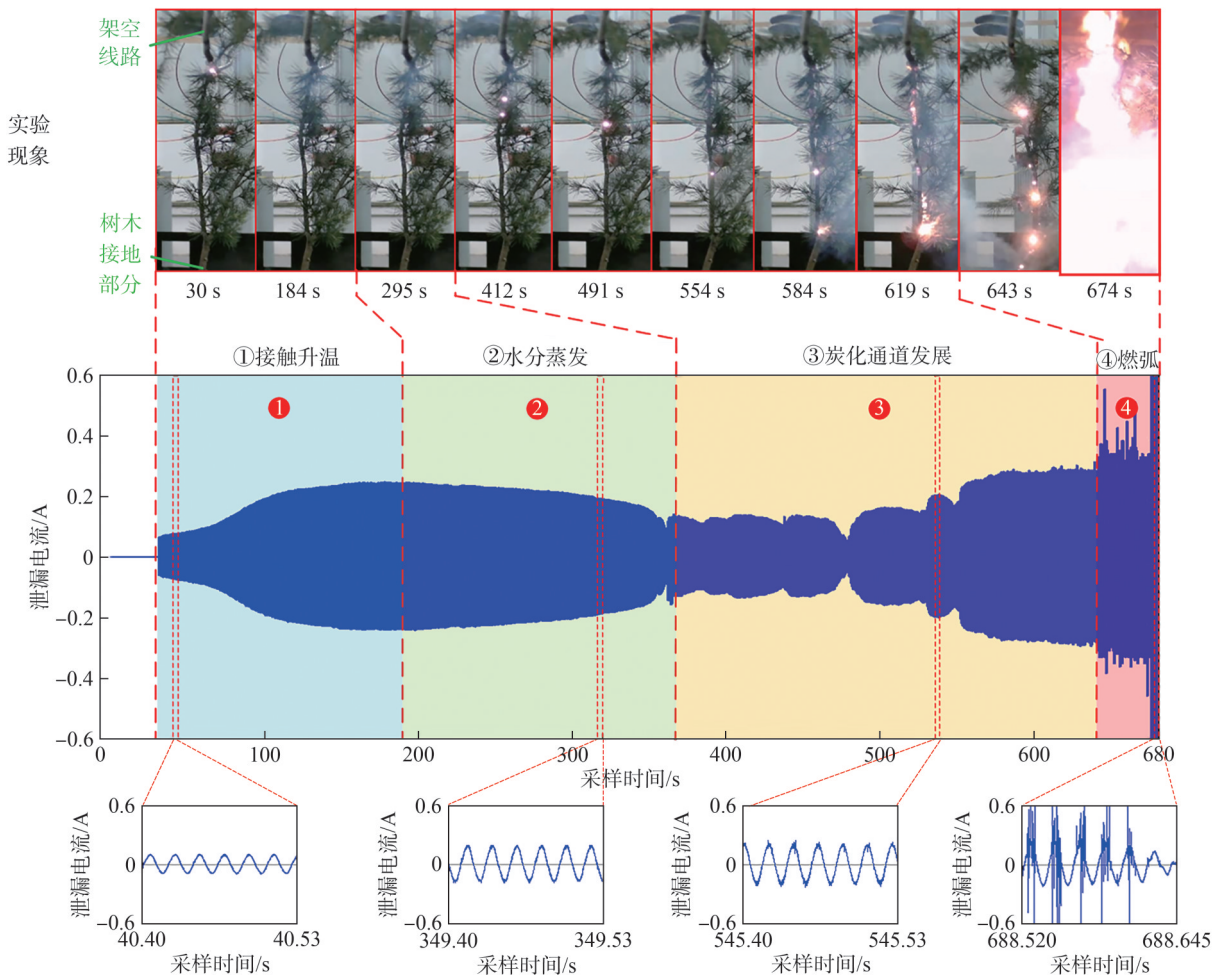 架空
线路
实验
现象
树木
接地
部分
30 s
184 s
295 s
412 s
491 s
554 s
584 s
619 s
643 s
674 s
①接触升温
②水分蒸发
③炭化通道发展
④燃弧
1
2
3
4
泄漏电流/A
0.6
0.4
0.2
0
−0.2
−0.4
−0.6
0
100
200
300
400
500
600
680
采样时间/s
泄漏电流/A
0.6
0
−0.6
40.40
40.53
采样时间/s
泄漏电流/A
0.6
0
−0.6
349.40
349.53
采样时间/s
泄漏电流/A
0.6
0
−0.6
545.40
545.53
采样时间/s
泄漏电流/A
0.6
0
−0.6
688.520
688.645
采样时间/s